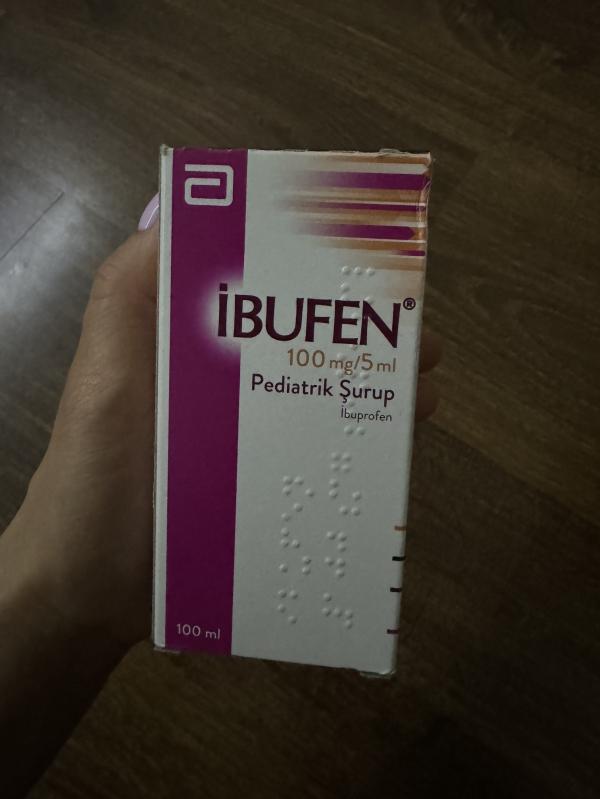 İBUFEN®
100 mg/5 ml
Pediatrik Şurup
İbuprofen
100 ml